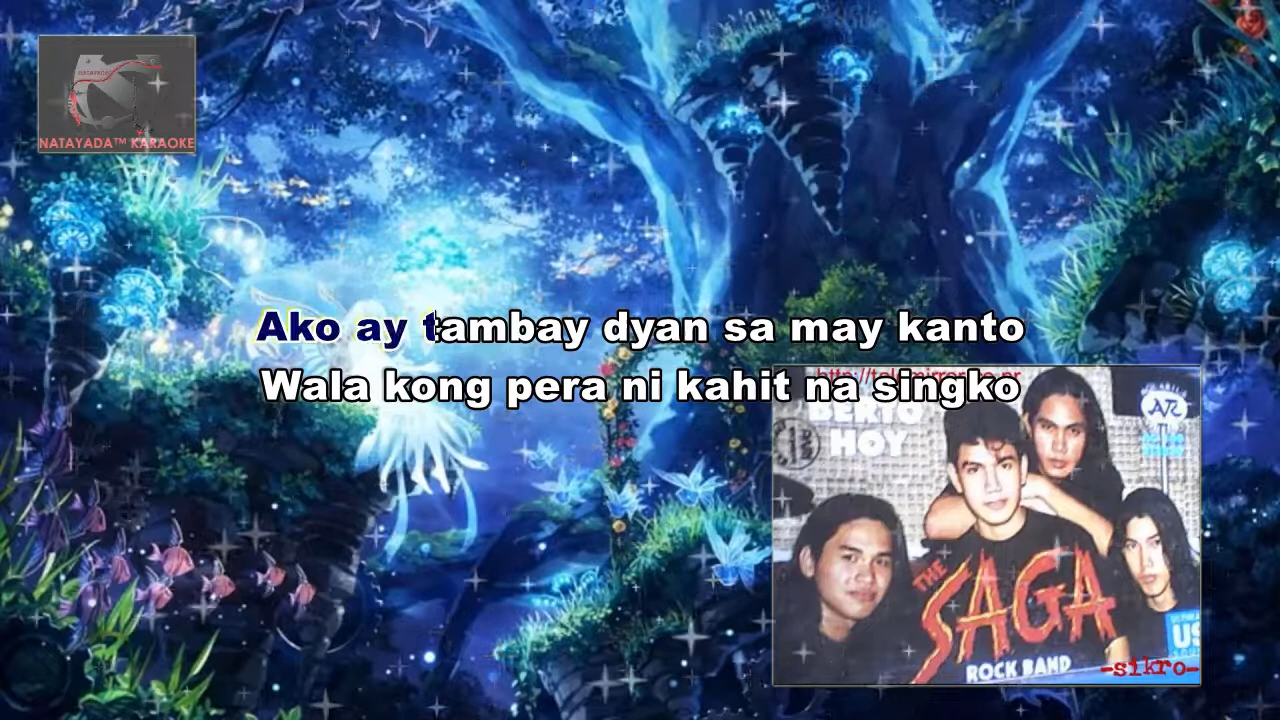 NATAYADA™ KARAOKE
Ako ay tambay dyan sa may kanto
Wala kong pera ni kahit na singko
BERTO
HOY
THE
SAGA
ROCK BAND
-sikro-